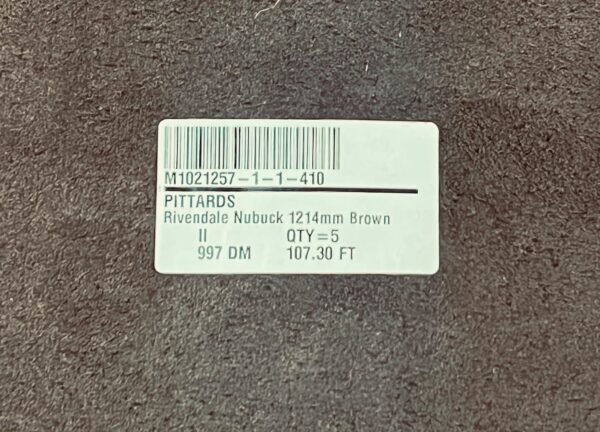 M1021257-1-1-410
PITTARDS
Rivendale Nubuck 1214mm Brown
II QTY=5
997 DM 107.30 FT